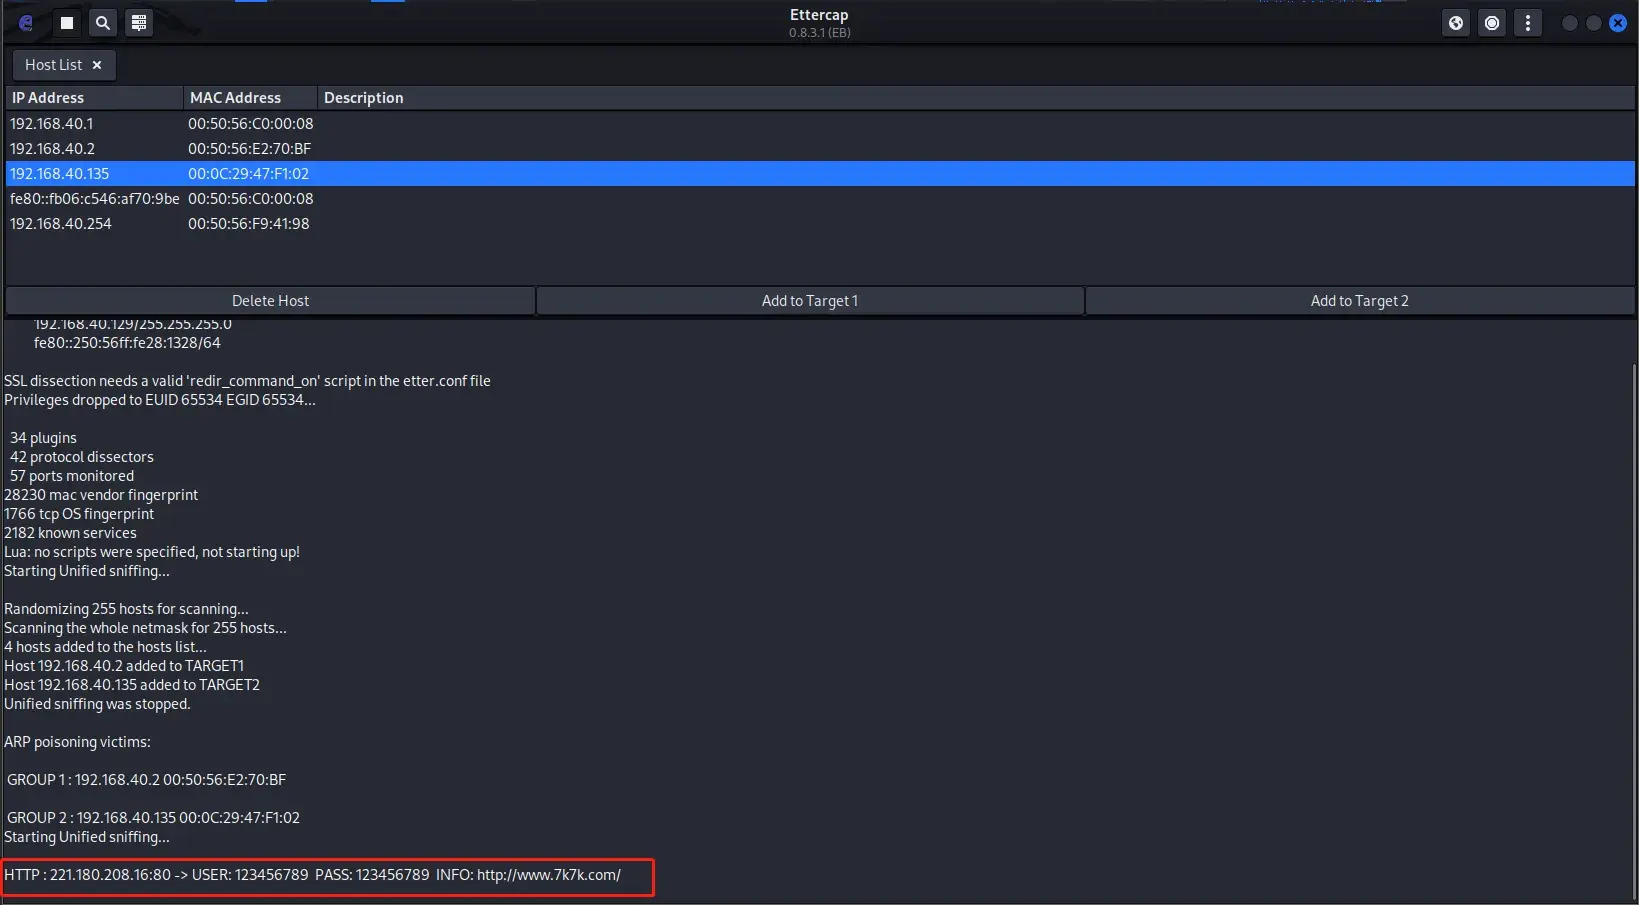 Ettercap
0.8.3.1 (EB)
Host List ×
IP Address MAC Address Description
192.168.40.1 00:50:56:C0:00:08
192.168.40.2 00:50:56:E2:70:BF
192.168.40.135 00:0C:29:47:F1:02
fe80::fb06:c546:af70:9be 00:50:56:C0:00:08
192.168.40.254 00:50:56:F9:41:98
Delete Host Add to Target 1 Add to Target 2
192.168.40.129/255.255.255.0
fe80::250:56ff:fe28:1328/64
SSL dissection needs a valid 'redir_command_on' script in the etter.conf file
Privileges dropped to EUID 65534 EGID 65534...
34 plugins
42 protocol dissectors
57 ports monitored
28230 mac vendor fingerprint
1766 tcp OS fingerprint
2182 known services
Lua: no scripts were specified, not starting up!
Starting Unified sniffing...
Randomizing 255 hosts for scanning...
Scanning the whole netmask for 255 hosts...
4 hosts added to the hosts list...
Host 192.168.40.2 added to TARGET1
Host 192.168.40.135 added to TARGET2
Unified sniffing was stopped.
ARP poisoning victims:
GROUP 1 : 192.168.40.2 00:50:56:E2:70:BF
GROUP 2 : 192.168.40.135 00:0C:29:47:F1:02
Starting Unified sniffing...
HTTP : 221.180.208.16:80 -> USER: 123456789 PASS: 123456789 INFO: http://www.7k7k.com/